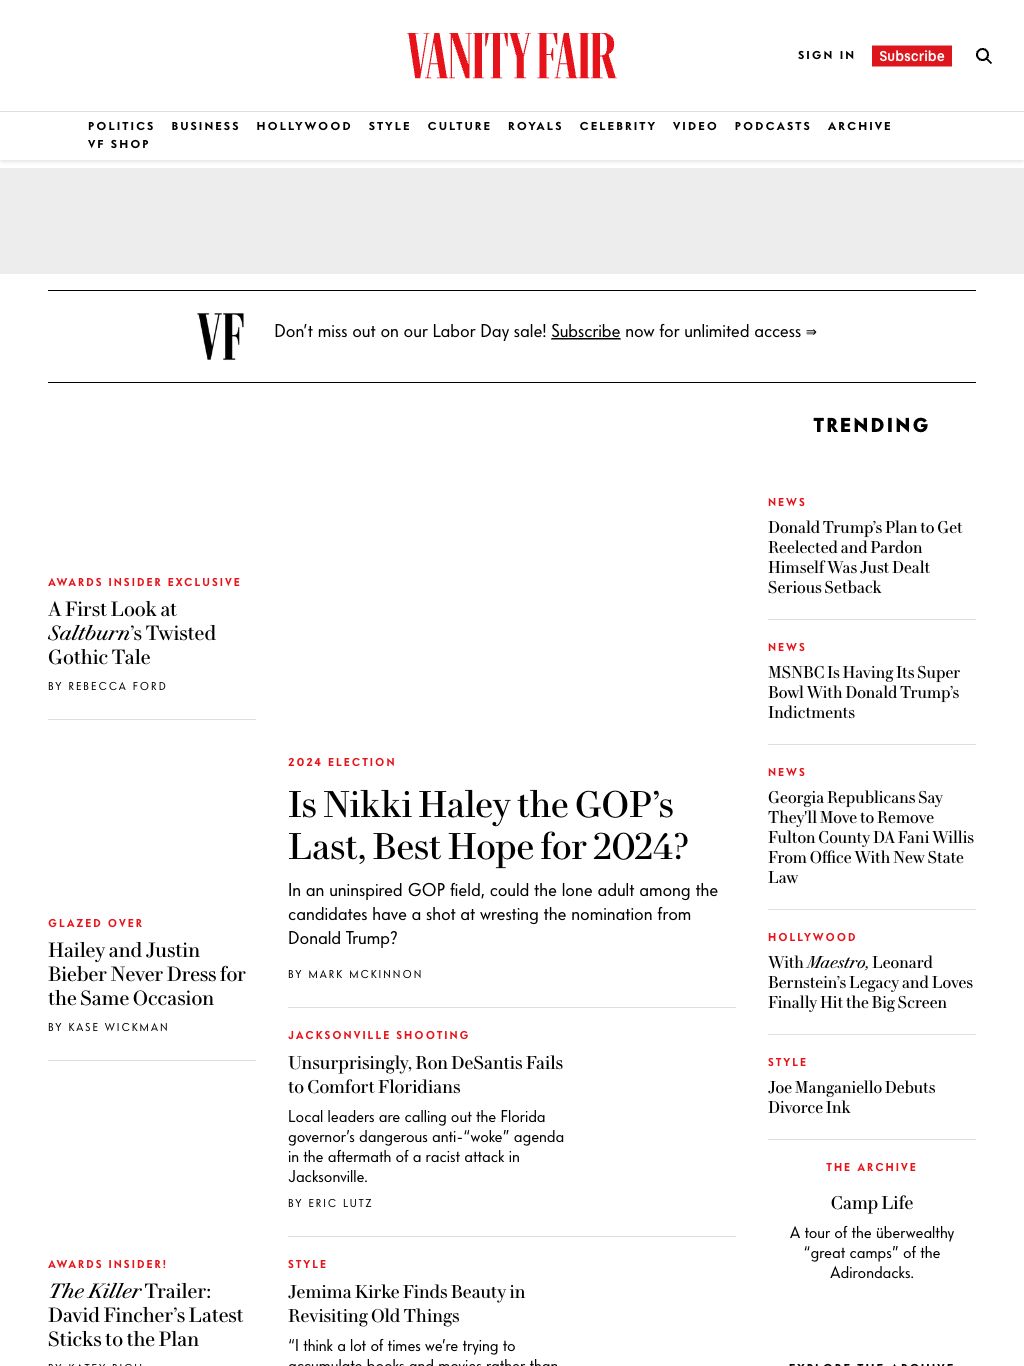 VANITY FAIR
SIGN IN
Subscribe
POLITICS BUSINESS HOLLYWOOD STYLE CULTURE ROYALS CELEBRITY VIDEO PODCASTS ARCHIVE
VF SHOP
VF
Don’t miss out on our Labor Day sale! Subscribe now for unlimited access ⇒
AWARDS INSIDER EXCLUSIVE
A First Look at
Saltburn’s Twisted
Gothic Tale
BY REBECCA FORD
GLAZED OVER
Hailey and Justin
Bieber Never Dress for
the Same Occasion
BY KASE WICKMAN
AWARDS INSIDER!
The Killer Trailer:
David Fincher’s Latest
Sticks to the Plan
BY KATEY RICH
2024 ELECTION
Is Nikki Haley the GOP’s
Last, Best Hope for 2024?
In an uninspired GOP field, could the lone adult among the
candidates have a shot at wresting the nomination from
Donald Trump?
BY MARK MCKINNON
JACKSONVILLE SHOOTING
Unsurprisingly, Ron DeSantis Fails
to Comfort Floridians
Local leaders are calling out the Florida
governor’s dangerous anti-“woke” agenda
in the aftermath of a racist attack in
Jacksonville.
BY ERIC LUTZ
STYLE
Jemima Kirke Finds Beauty in
Revisiting Old Things
“I think a lot of times we’re trying to
accumulate books and movies rather than
TRENDING
NEWS
Donald Trump’s Plan to Get
Reelected and Pardon
Himself Was Just Dealt
Serious Setback
NEWS
MSNBC Is Having Its Super
Bowl With Donald Trump’s
Indictments
NEWS
Georgia Republicans Say
They’ll Move to Remove
Fulton County DA Fani Willis
From Office With New State
Law
HOLLYWOOD
With Maestro, Leonard
Bernstein’s Legacy and Loves
Finally Hit the Big Screen
STYLE
Joe Manganiello Debuts
Divorce Ink
THE ARCHIVE
Camp Life
A tour of the überwealthy
“great camps” of the
Adirondacks.
EXPLORE THE ARCHIVE